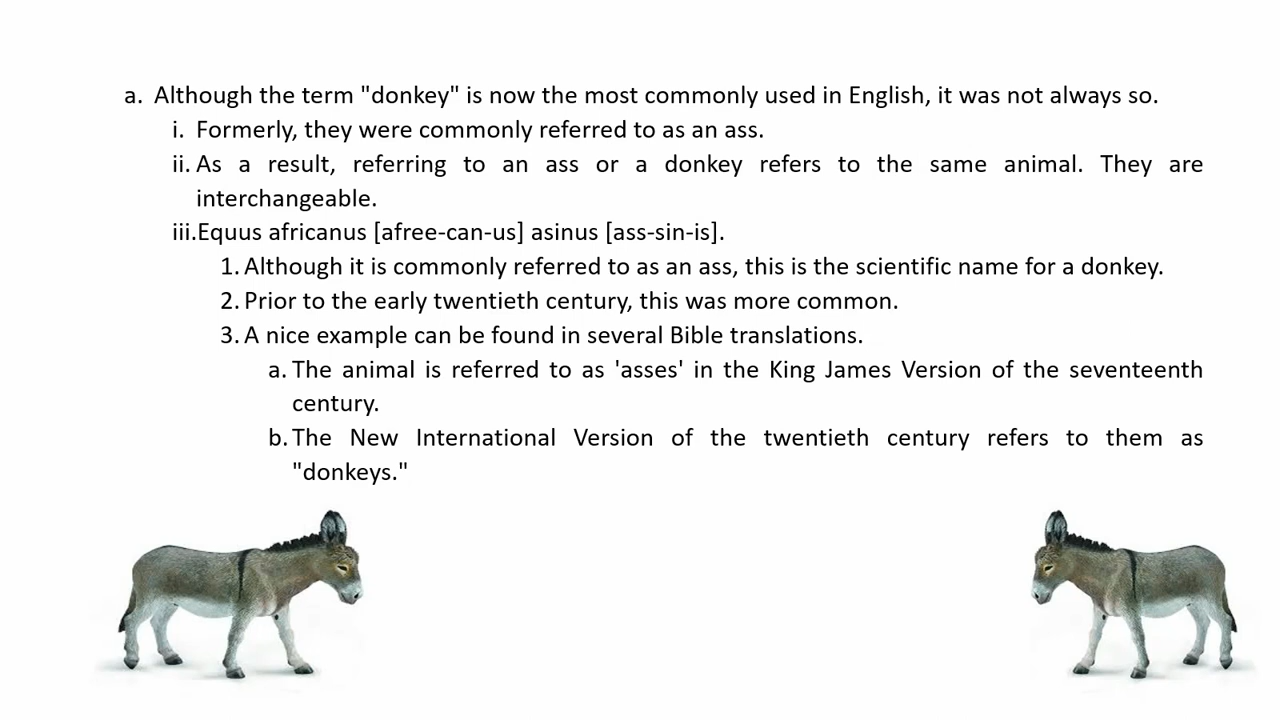 a. Although the term "donkey" is now the most commonly used in English, it was not always so.
i. Formerly, they were commonly referred to as an ass.
ii. As a result, referring to an ass or a donkey refers to the same animal. They are
interchangeable.
iii.Equus africanus [afree-can-us] asinus [ass-sin-is].
1. Although it is commonly referred to as an ass, this is the scientific name for a donkey.
2. Prior to the early twentieth century, this was more common.
3. A nice example can be found in several Bible translations.
a. The animal is referred to as 'asses' in the King James Version of the seventeenth
century.
b. The New International Version of the twentieth century refers to them as
"donkeys."